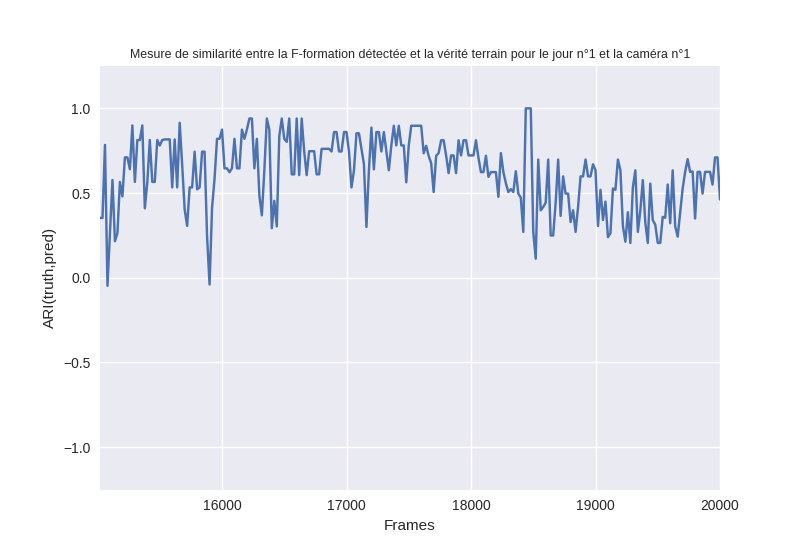 Mesure de similarité entre la F-formation détectée et la vérité terrain pour le jour n°1 et la caméra n°1
1.0
0.5
0.0
−0.5
−1.0
ARI(truth,pred)
16000 17000 18000 19000 20000
Frames